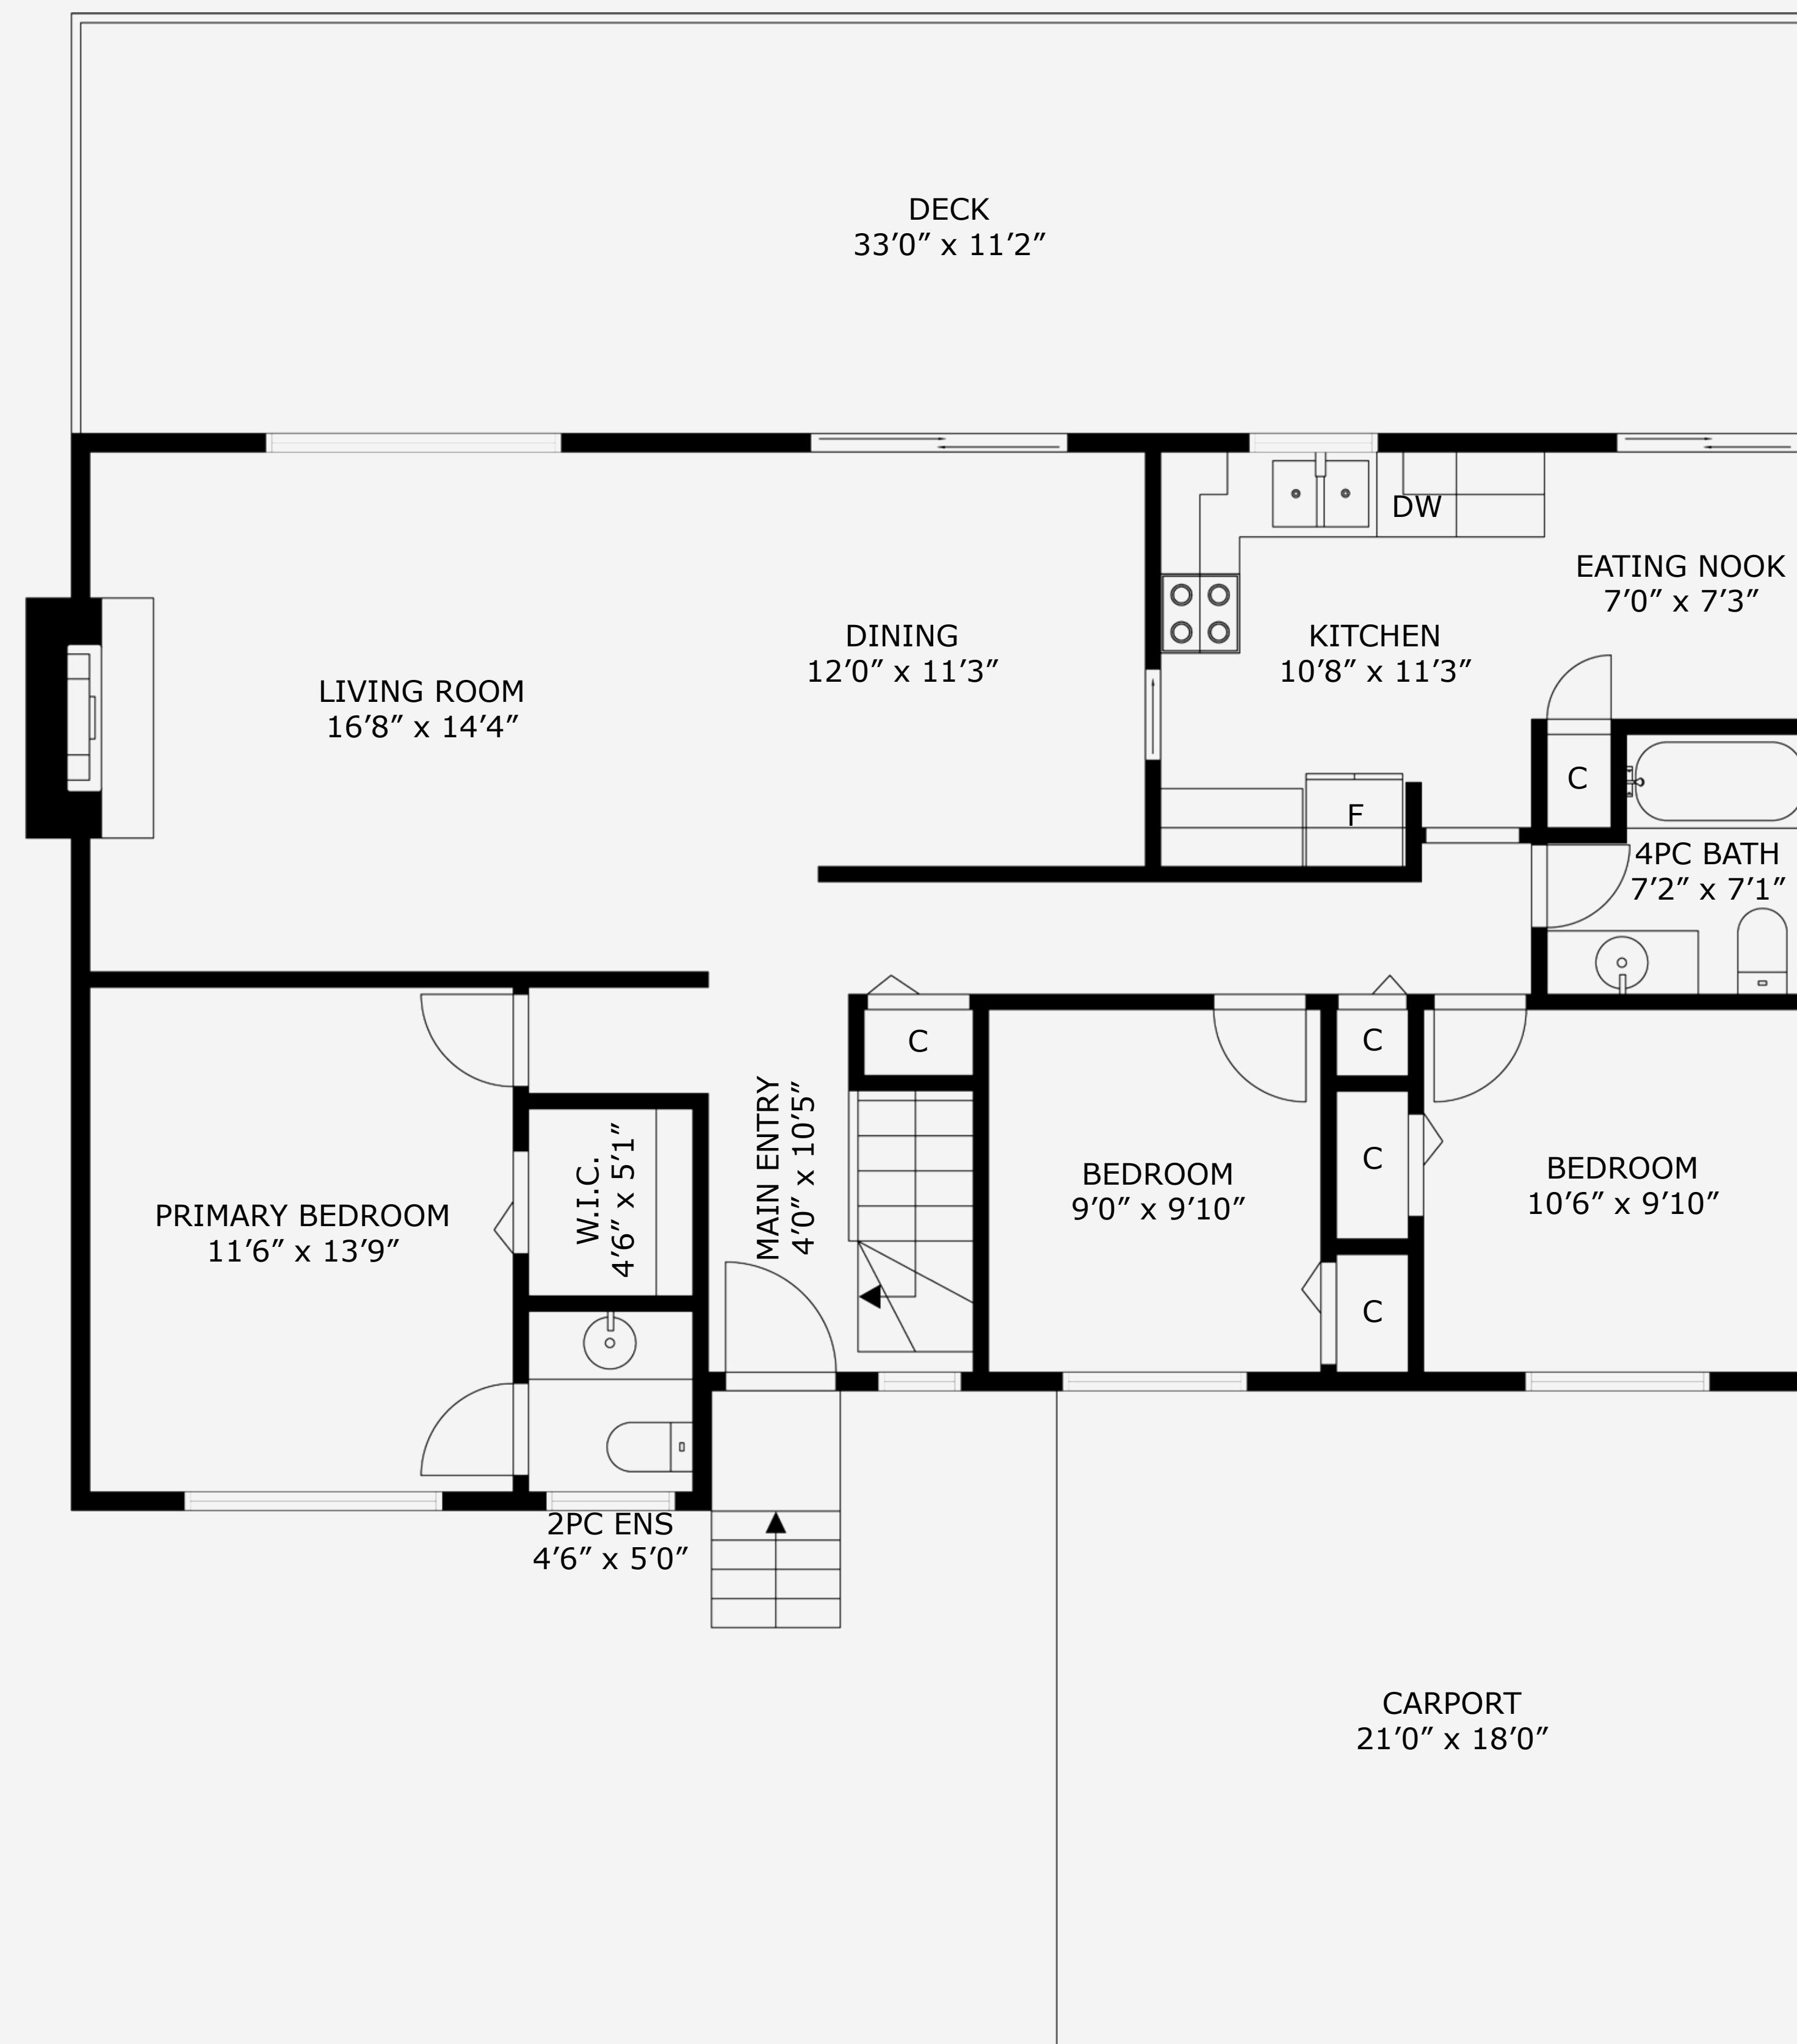 DECK
33’0” x 11’2”
EATING NOOK
7’0” x 7’3”
DW
DINING
12’0” x 11’3”
KITCHEN
10’8” x 11’3”
LIVING ROOM
16’8” x 14’4”
C
F
4PC BATH
7’2” x 7’1”
C
C
MAIN ENTRY
4’0” x 10’5”
W.I.C.
4’6” x 5’1”
C
BEDROOM
9’0” x 9’10”
BEDROOM
10’6” x 9’10”
PRIMARY BEDROOM
11’6” x 13’9”
C
2PC ENS
4’6” x 5’0”
CARPORT
21’0” x 18’0”